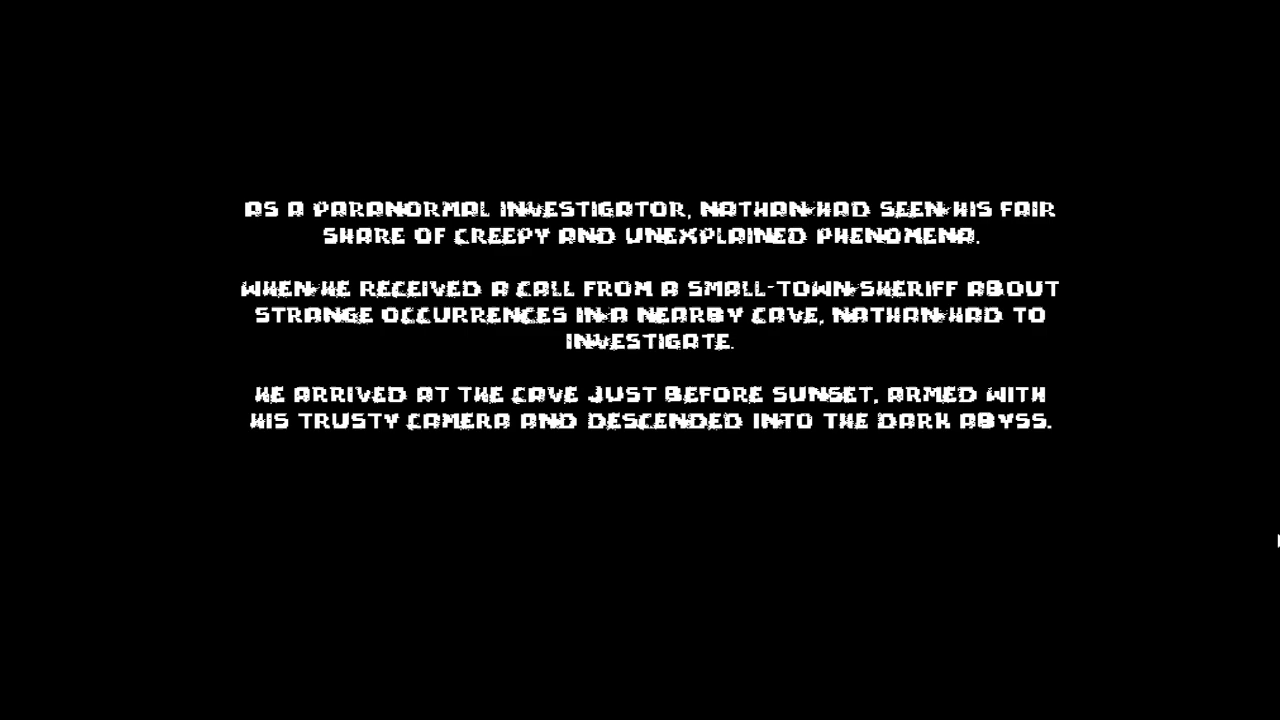 AS A PARANORMAL INVESTIGATOR, NATHAN HAD SEEN HIS FAIR
SHARE OF CREEPY AND UNEXPLAINED PHENOMENA.
WHEN HE RECEIVED A CALL FROM A SMALL-TOWN SHERIFF ABOUT
STRANGE OCCURRENCES IN A NEARBY CAVE, NATHAN HAD TO
INVESTIGATE.
HE ARRIVED AT THE CAVE JUST BEFORE SUNSET, ARMED WITH
HIS TRUSTY CAMERA AND DESCENDED INTO THE DARK ABYSS.